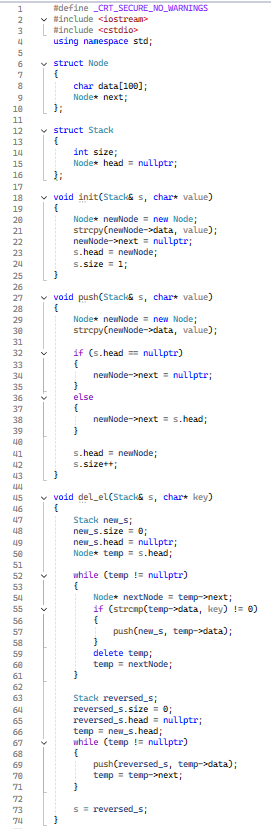 1 #define _CRT_SECURE_NO_WARNINGS
2 #include <iostream>
3 #include <cstdio>
4 using namespace std;
5
6 struct Node
7 {
8 char data[100];
9 Node* next;
10 };
11
12 struct Stack
13 {
14 int size;
15 Node* head = nullptr;
16 };
17
18 void init(Stack& s, char* value)
19 {
20 Node* newNode = new Node;
21 strcpy(newNode->data, value);
22 newNode->next = nullptr;
23 s.head = newNode;
24 s.size = 1;
25 }
26
27 void push(Stack& s, char* value)
28 {
29 Node* newNode = new Node;
30 strcpy(newNode->data, value);
31
32 if (s.head == nullptr)
33 {
34 newNode->next = nullptr;
35 }
36 else
37 {
38 newNode->next = s.head;
39 }
40
41 s.head = newNode;
42 s.size++;
43 }
44
45 void del_el(Stack& s, char* key)
46 {
47 Stack new_s;
48 new_s.size = 0;
49 new_s.head = nullptr;
50 Node* temp = s.head;
51
52 while (temp != nullptr)
53 {
54 Node* nextNode = temp->next;
55 if (strcmp(temp->data, key) != 0)
56 {
57 push(new_s, temp->data);
58 }
59 delete temp;
60 temp = nextNode;
61 }
62
63 Stack reversed_s;
64 reversed_s.size = 0;
65 reversed_s.head = nullptr;
66 temp = new_s.head;
67 while (temp != nullptr)
68 {
69 push(reversed_s, temp->data);
70 temp = temp->next;
71 }
72
73 s = reversed_s;
74 }